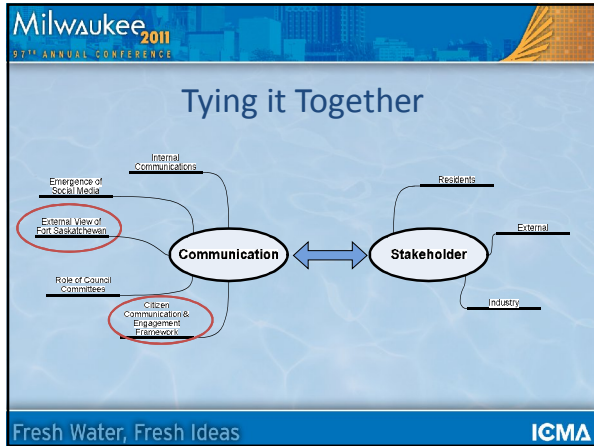 Milwaukee 2011
97TH ANNUAL CONFERENCE
Tying it Together
Internal
Communications
Emergence of
Social Media
External View of
Fort Saskatchewan
Communication
Role of Council
Committees
Citizen
Communication &
Engagement
Framework
Stakeholder
Residents
External
Industry
Fresh Water, Fresh Ideas
ICMA